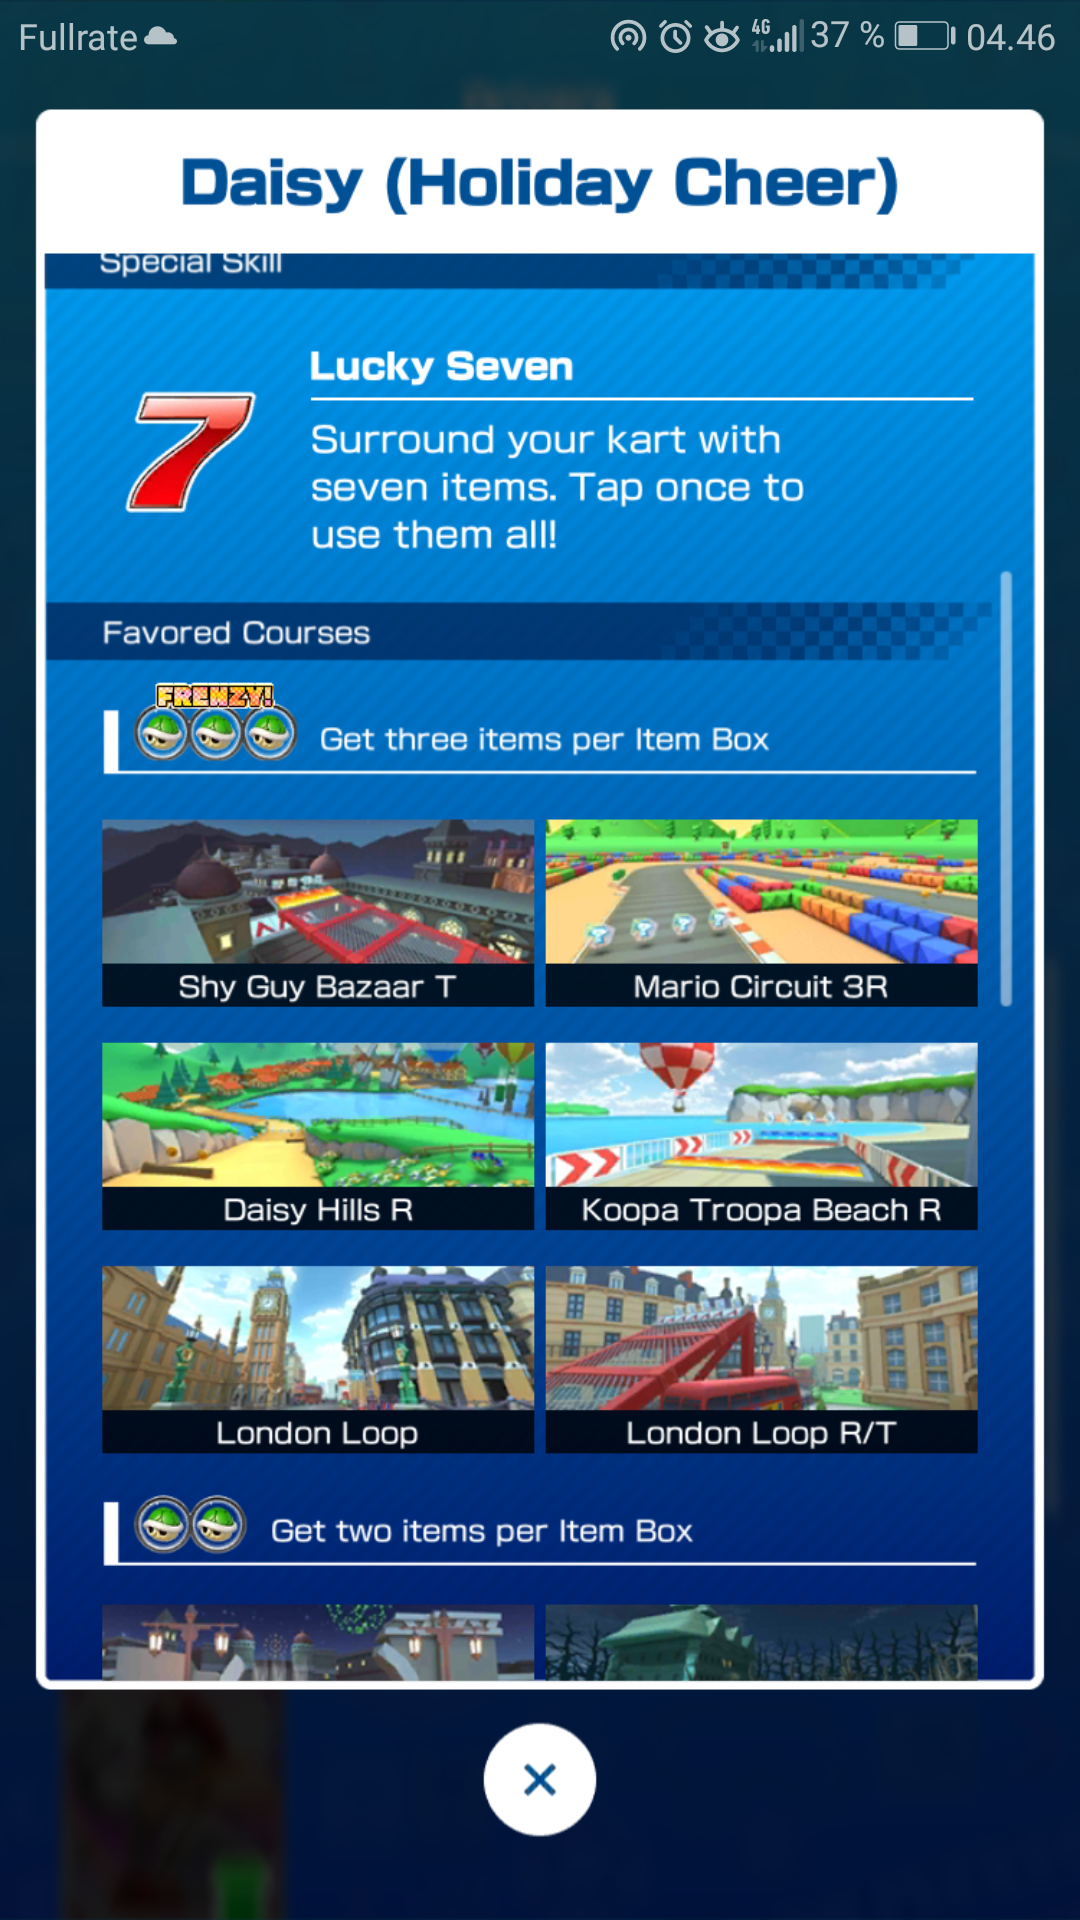 Fullrate
4G 37 % 04.46
Daisy (Holiday Cheer)
Special Skill
7
Lucky Seven
Surround your kart with
seven items. Tap once to
use them all!
Favored Courses
FRENZY!
Get three items per Item Box
Shy Guy Bazaar T
Mario Circuit 3R
Daisy Hills R
Koopa Troopa Beach R
London Loop
London Loop R/T
Get two items per Item Box